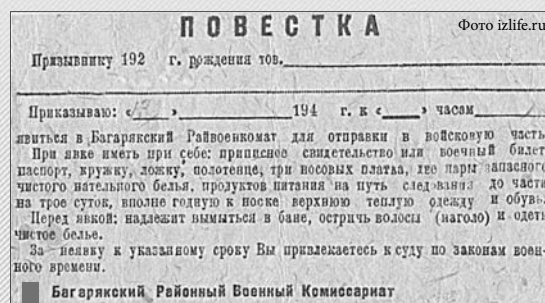 ПОВЕСТКА
Фото izlife.ru
Призывнику 192 г. рождения тов.
Приказываю: « » 194 г. к « » часам
явиться в Багарякский Райвоенкомат для отправки в войсковую часть
При явке иметь при себе: приписное свидетельство или военный билет
паспорт, кружку, ложку, полотенце, три носовых платка, две пары запасного
чистого нательного белья, продуктов питания на путь следования до части
на трое суток, вполне годную к носке верхнюю теплую одежду и обувь.
Перед явкой: надлежит вымыться в бане, остричь волосы (наголо) и одеть
чистое белье.
За неявку к указанному сроку Вы привлекаетесь к суду по законам воен-
ного времени.
Багарякский Районный Военный Комиссариат